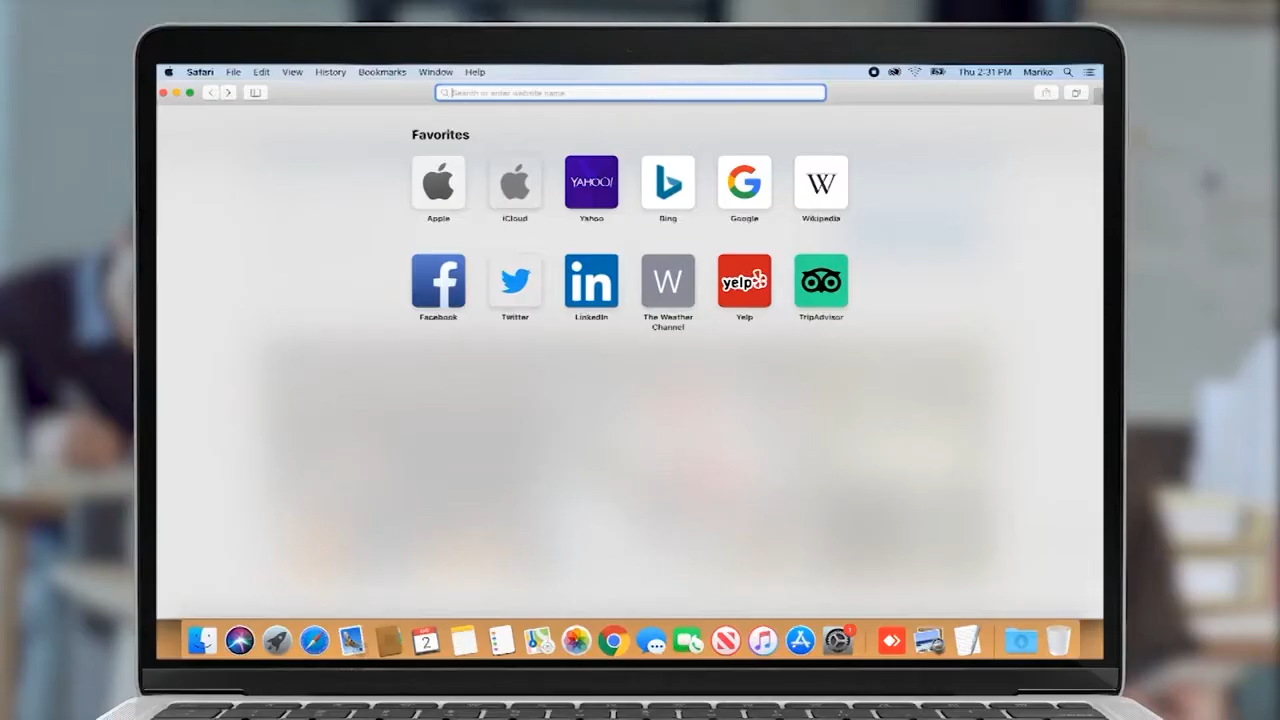 Safari File Edit View History Bookmarks Window Help Thu 2:31 PM Mariko
Search or enter website name
Favorites
YAHOO!
W
Apple iCloud Yahoo Bing Google Wikipedia
f in W yelp
Facebook Twitter LinkedIn The Weather Channel Yelp TripAdvisor
2
1